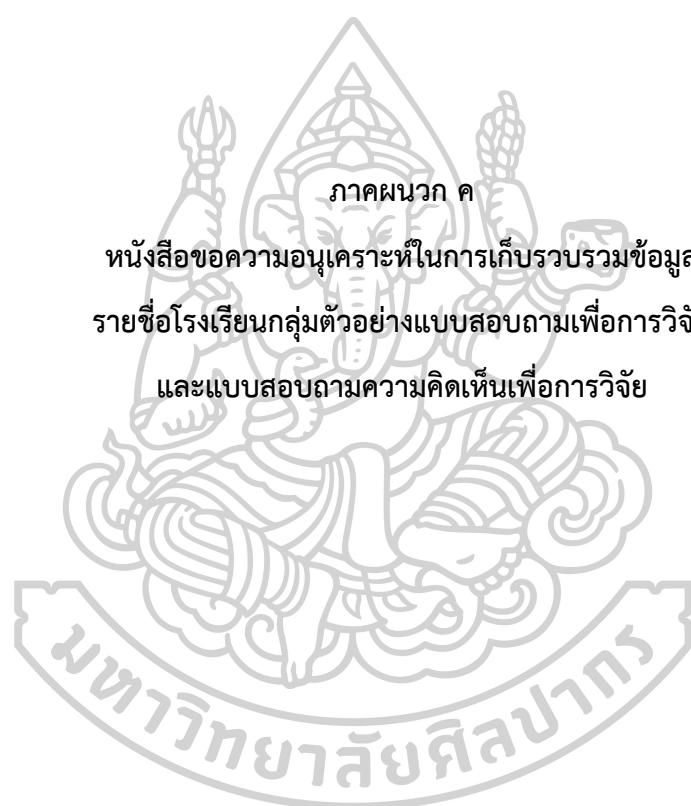 ภาคผนวก ค
หนังสือขอความอนุเคราะห์ในการเก็บรวบรวมข้อมูล
รายชื่อโรงเรียนกลุ่มตัวอย่างแบบสอบถามเพื่อการวิจั
และแบบสอบถามความคิดเห็นเพื่อการวิจัย
มหาวิทยาลัยศิลปากร